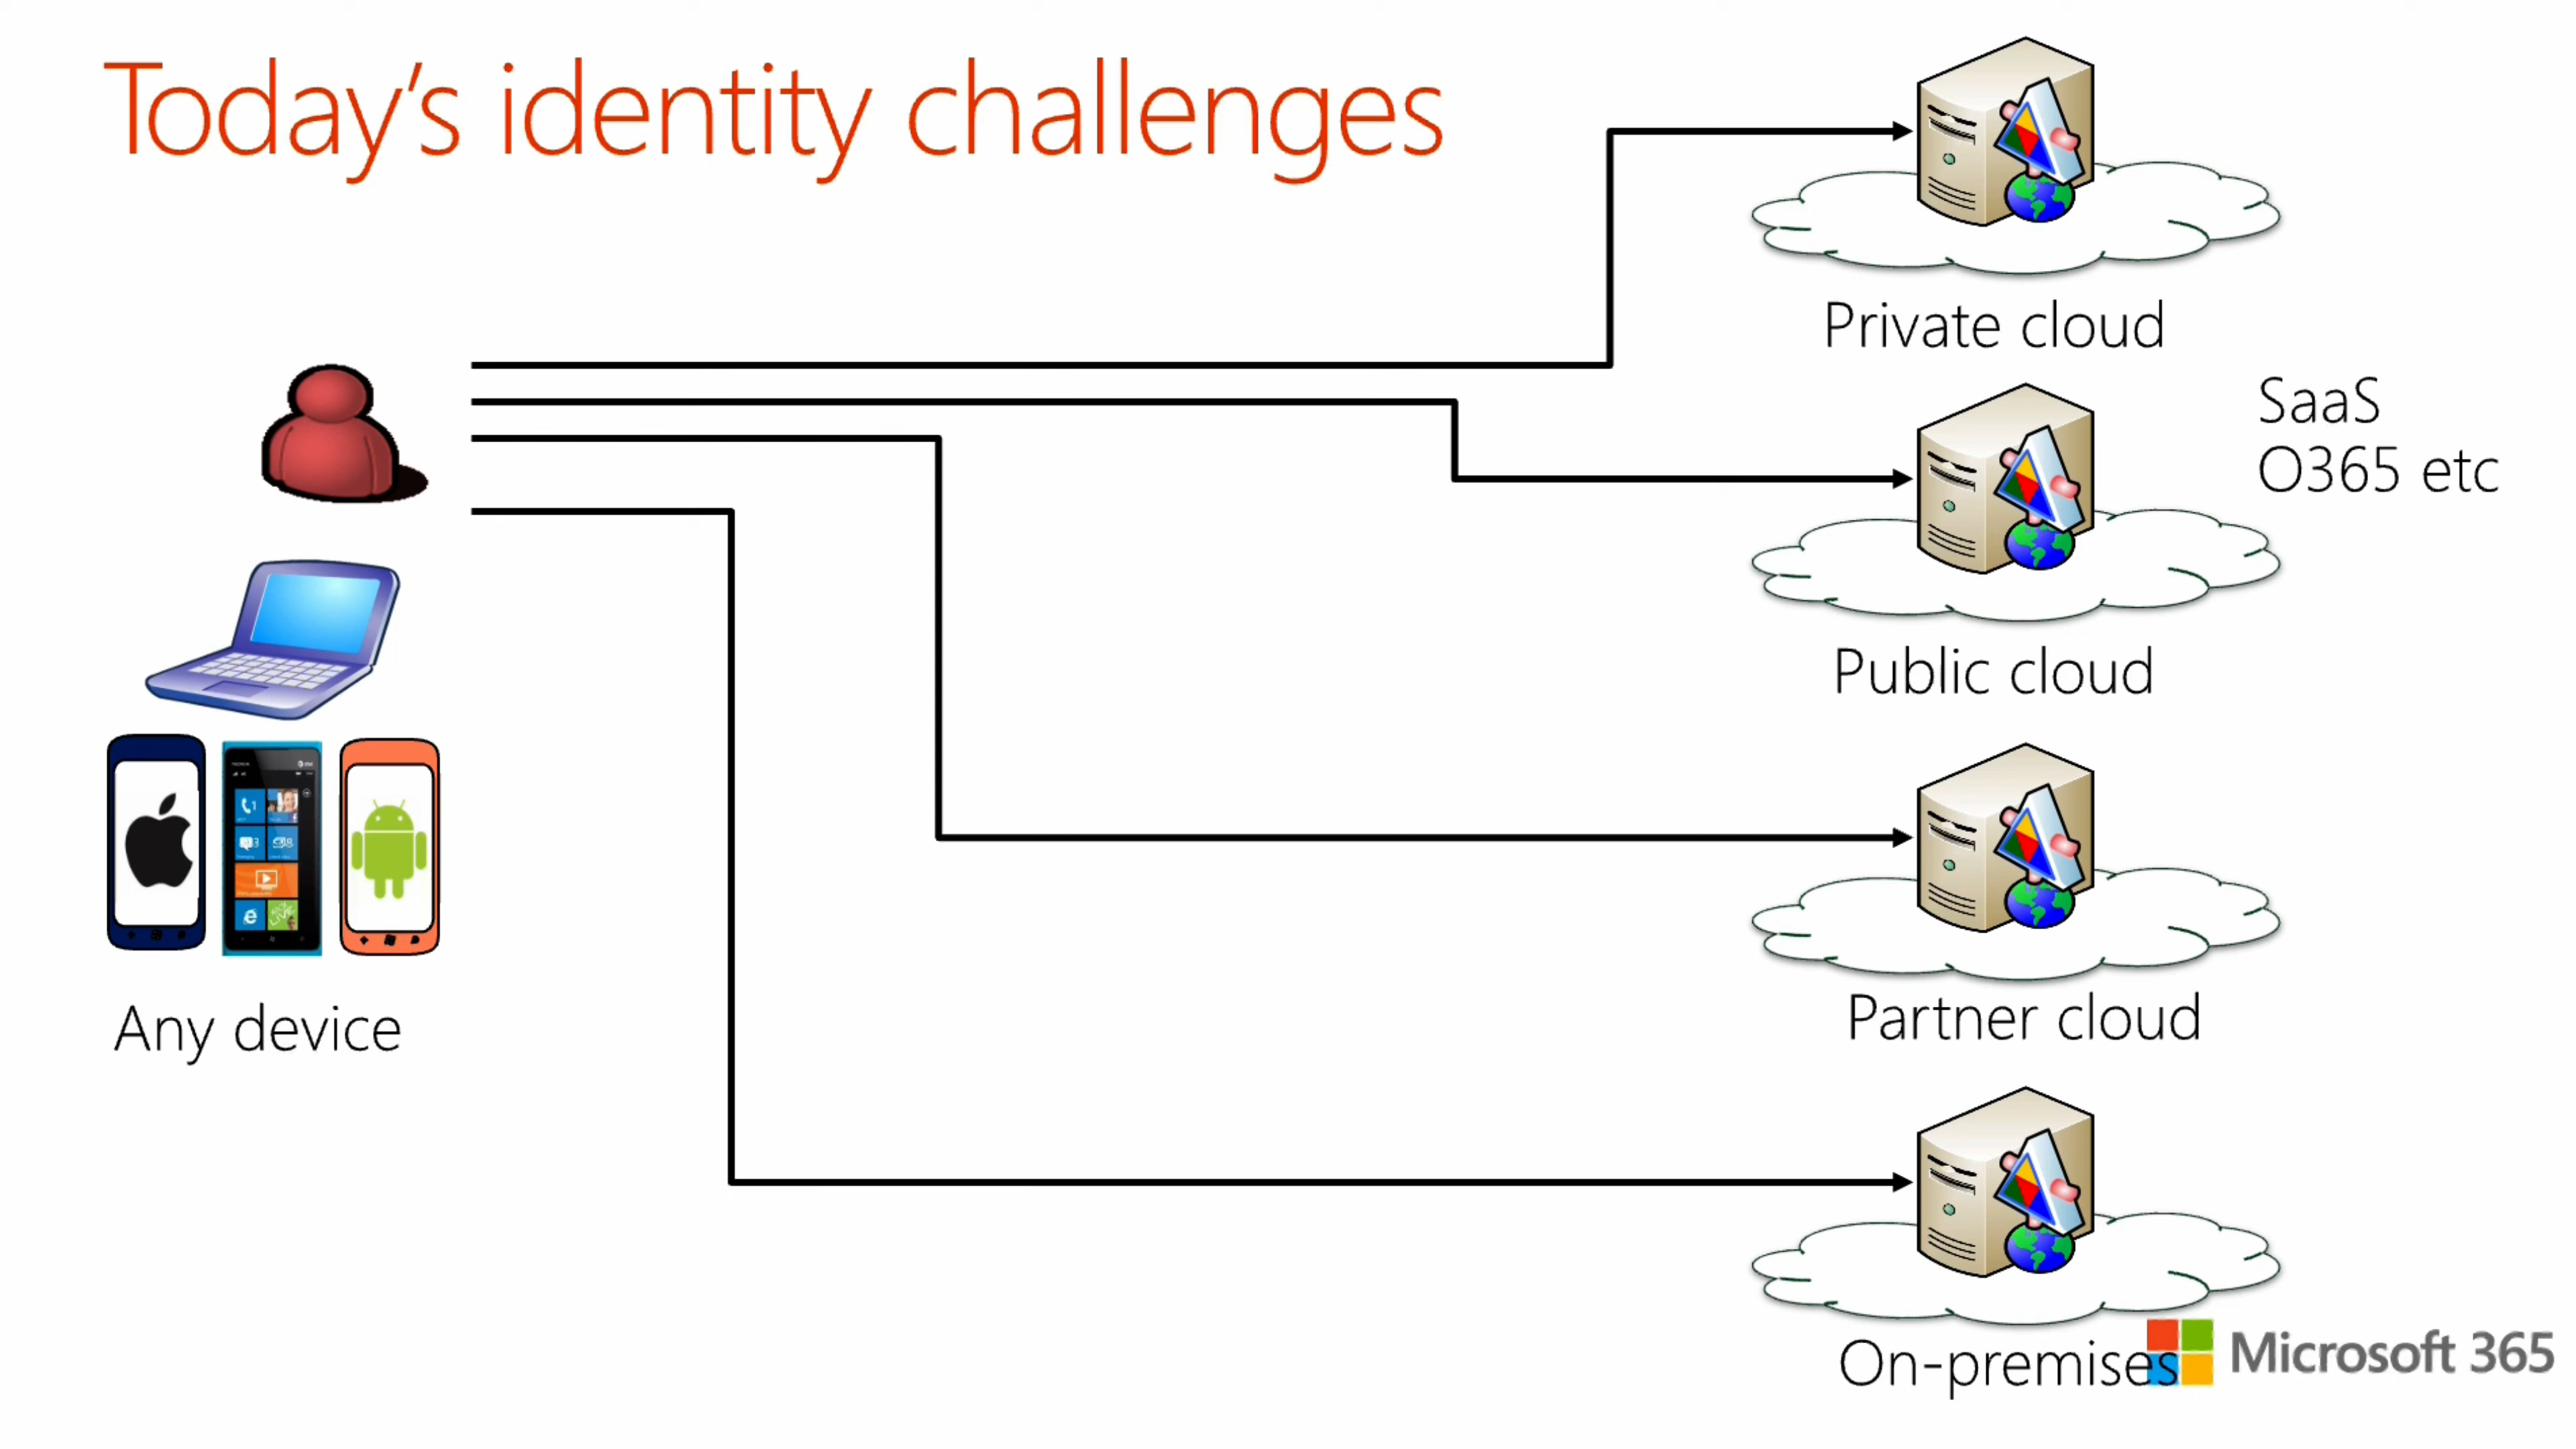 Today's identity challenges
Private cloud
SaaS
O365 etc
Public cloud
Any device
Partner cloud
On-premises
Microsoft 365